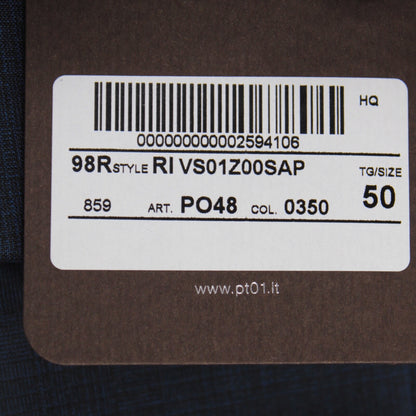 HQ
000000000002594106
98R STYLE RI VS01Z00SAP TG/SIZE
859 ART. PO48 COL. 0350 50
www.pt01.it